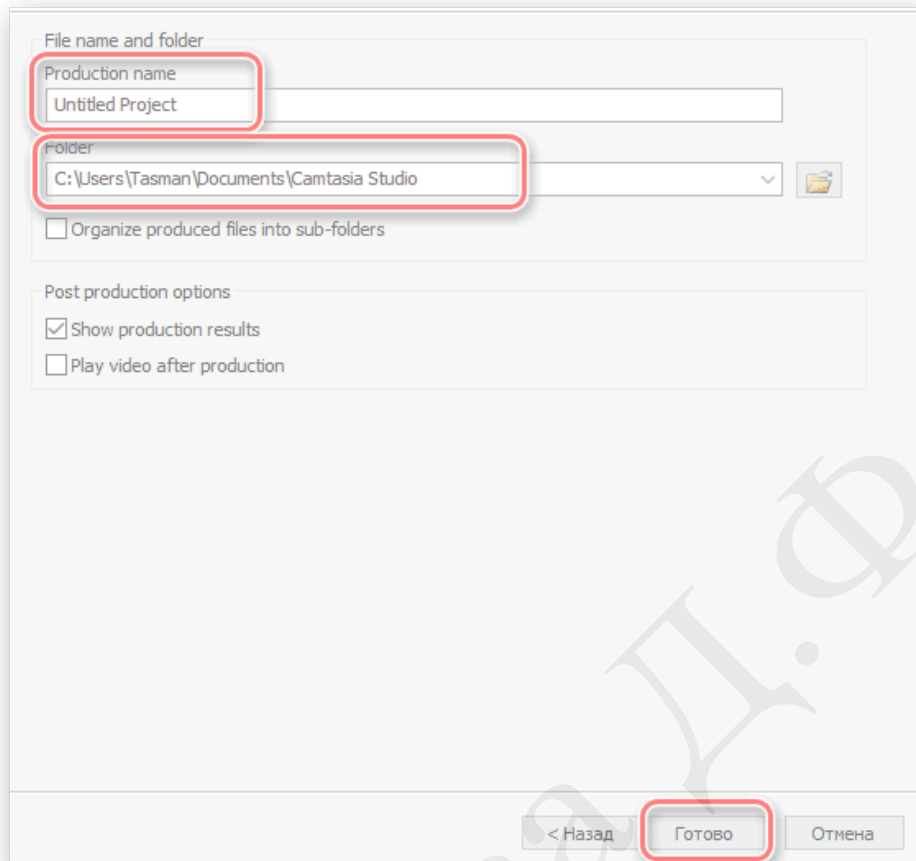 File name and folder
Production name
Untitled Project
Folder
C:\Users\Tasman\Documents\Camtasia Studio
Organize produced files into sub-folders
Post production options
Show production results
Play video after production
< Назад Готово Отмена